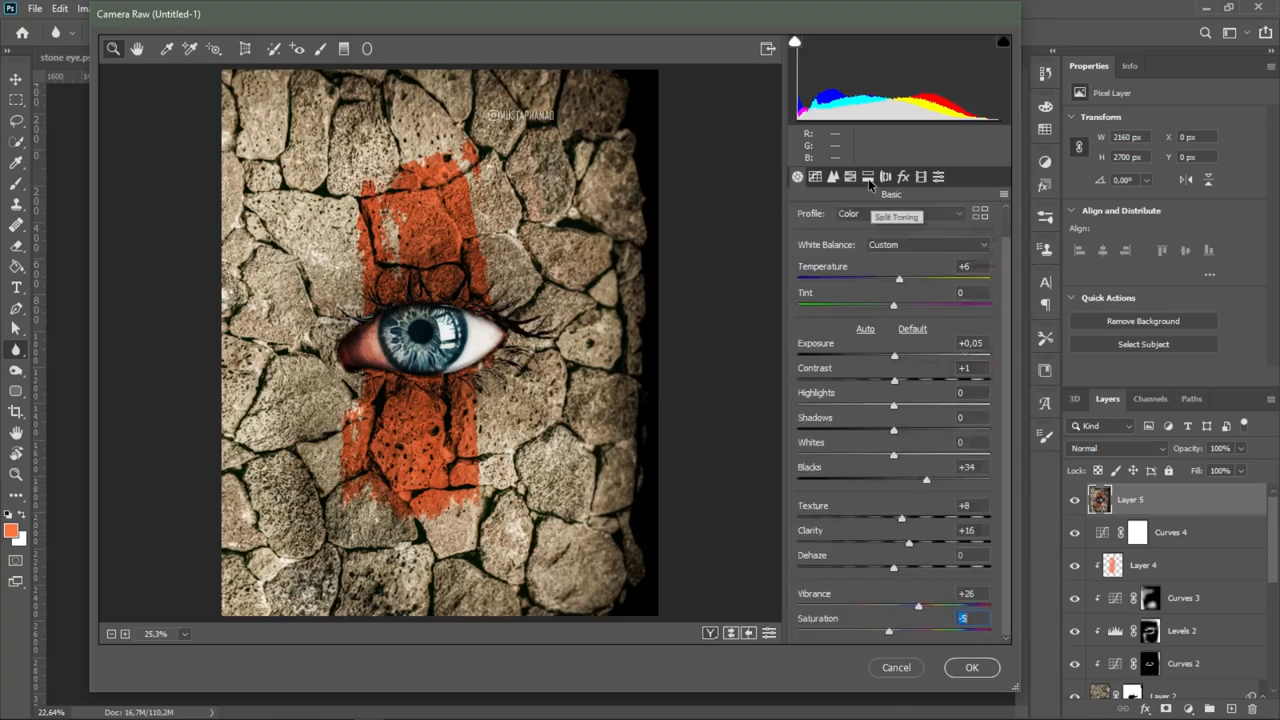 Camera Raw (Untitled-1)
Ps
File
Edit
stone eye.ps
1600
25,3%
22,64%
Doc: 16,7M/110,2M
@MUSTAPHAMAD
R: ---
G: ---
B: ---
Basic
Profile: Color
Split Toning
White Balance: Custom
Temperature +6
Tint 0
Auto Default
Exposure +0,05
Contrast +1
Highlights 0
Shadows 0
Whites 0
Blacks +34
Texture +8
Clarity +16
Dehaze 0
Vibrance +26
Saturation -5
Cancel OK
Properties Info
Pixel Layer
Transform
W 2160 px X 0 px
H 2700 px Y 0 px
0,00°
Align and Distribute
Align:
Quick Actions
Remove Background
Select Subject
3D Layers Channels Paths
Kind
Normal Opacity: 100%
Lock: Fill: 100%
Layer 5
Curves 4
Layer 4
Curves 3
Levels 2
Curves 2
Layer 2